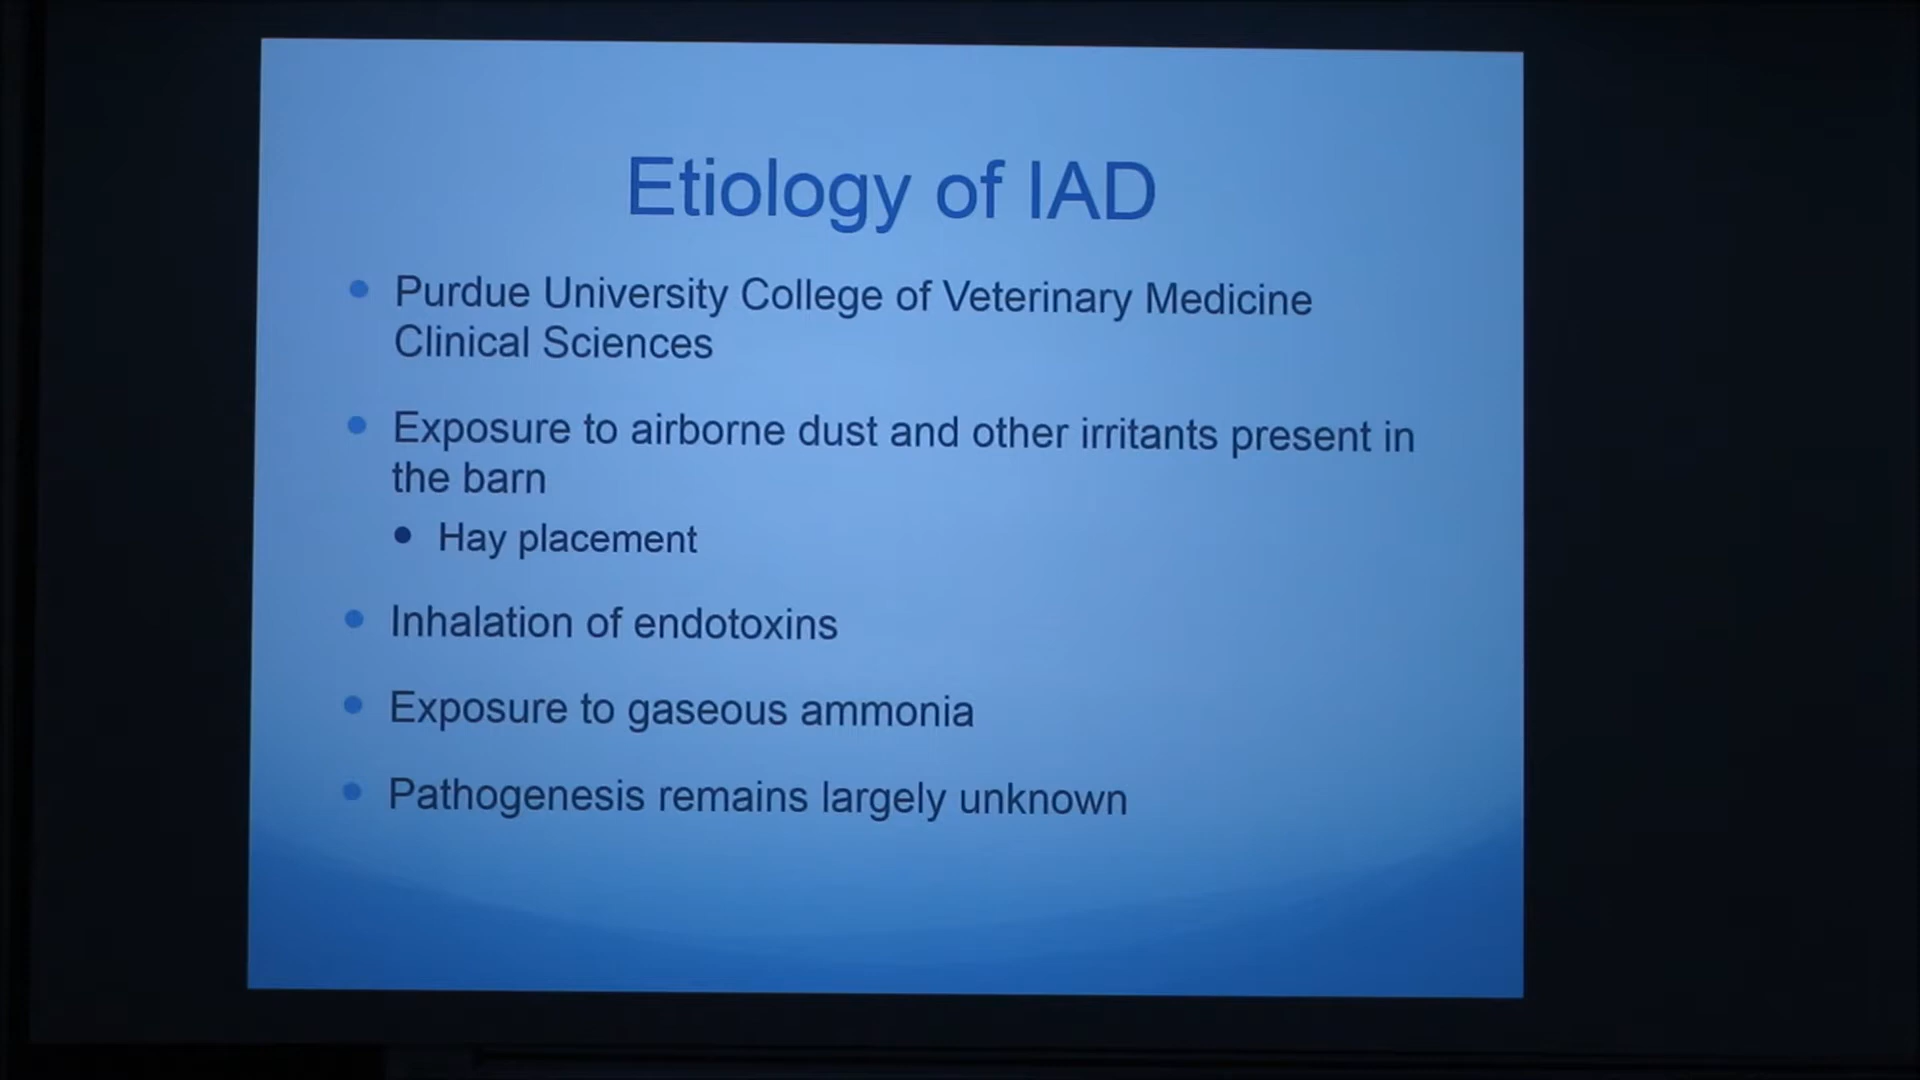 Etiology of IAD
Purdue University College of Veterinary Medicine
Clinical Sciences
Exposure to airborne dust and other irritants present in
the barn
Hay placement
Inhalation of endotoxins
Exposure to gaseous ammonia
Pathogenesis remains largely unknown